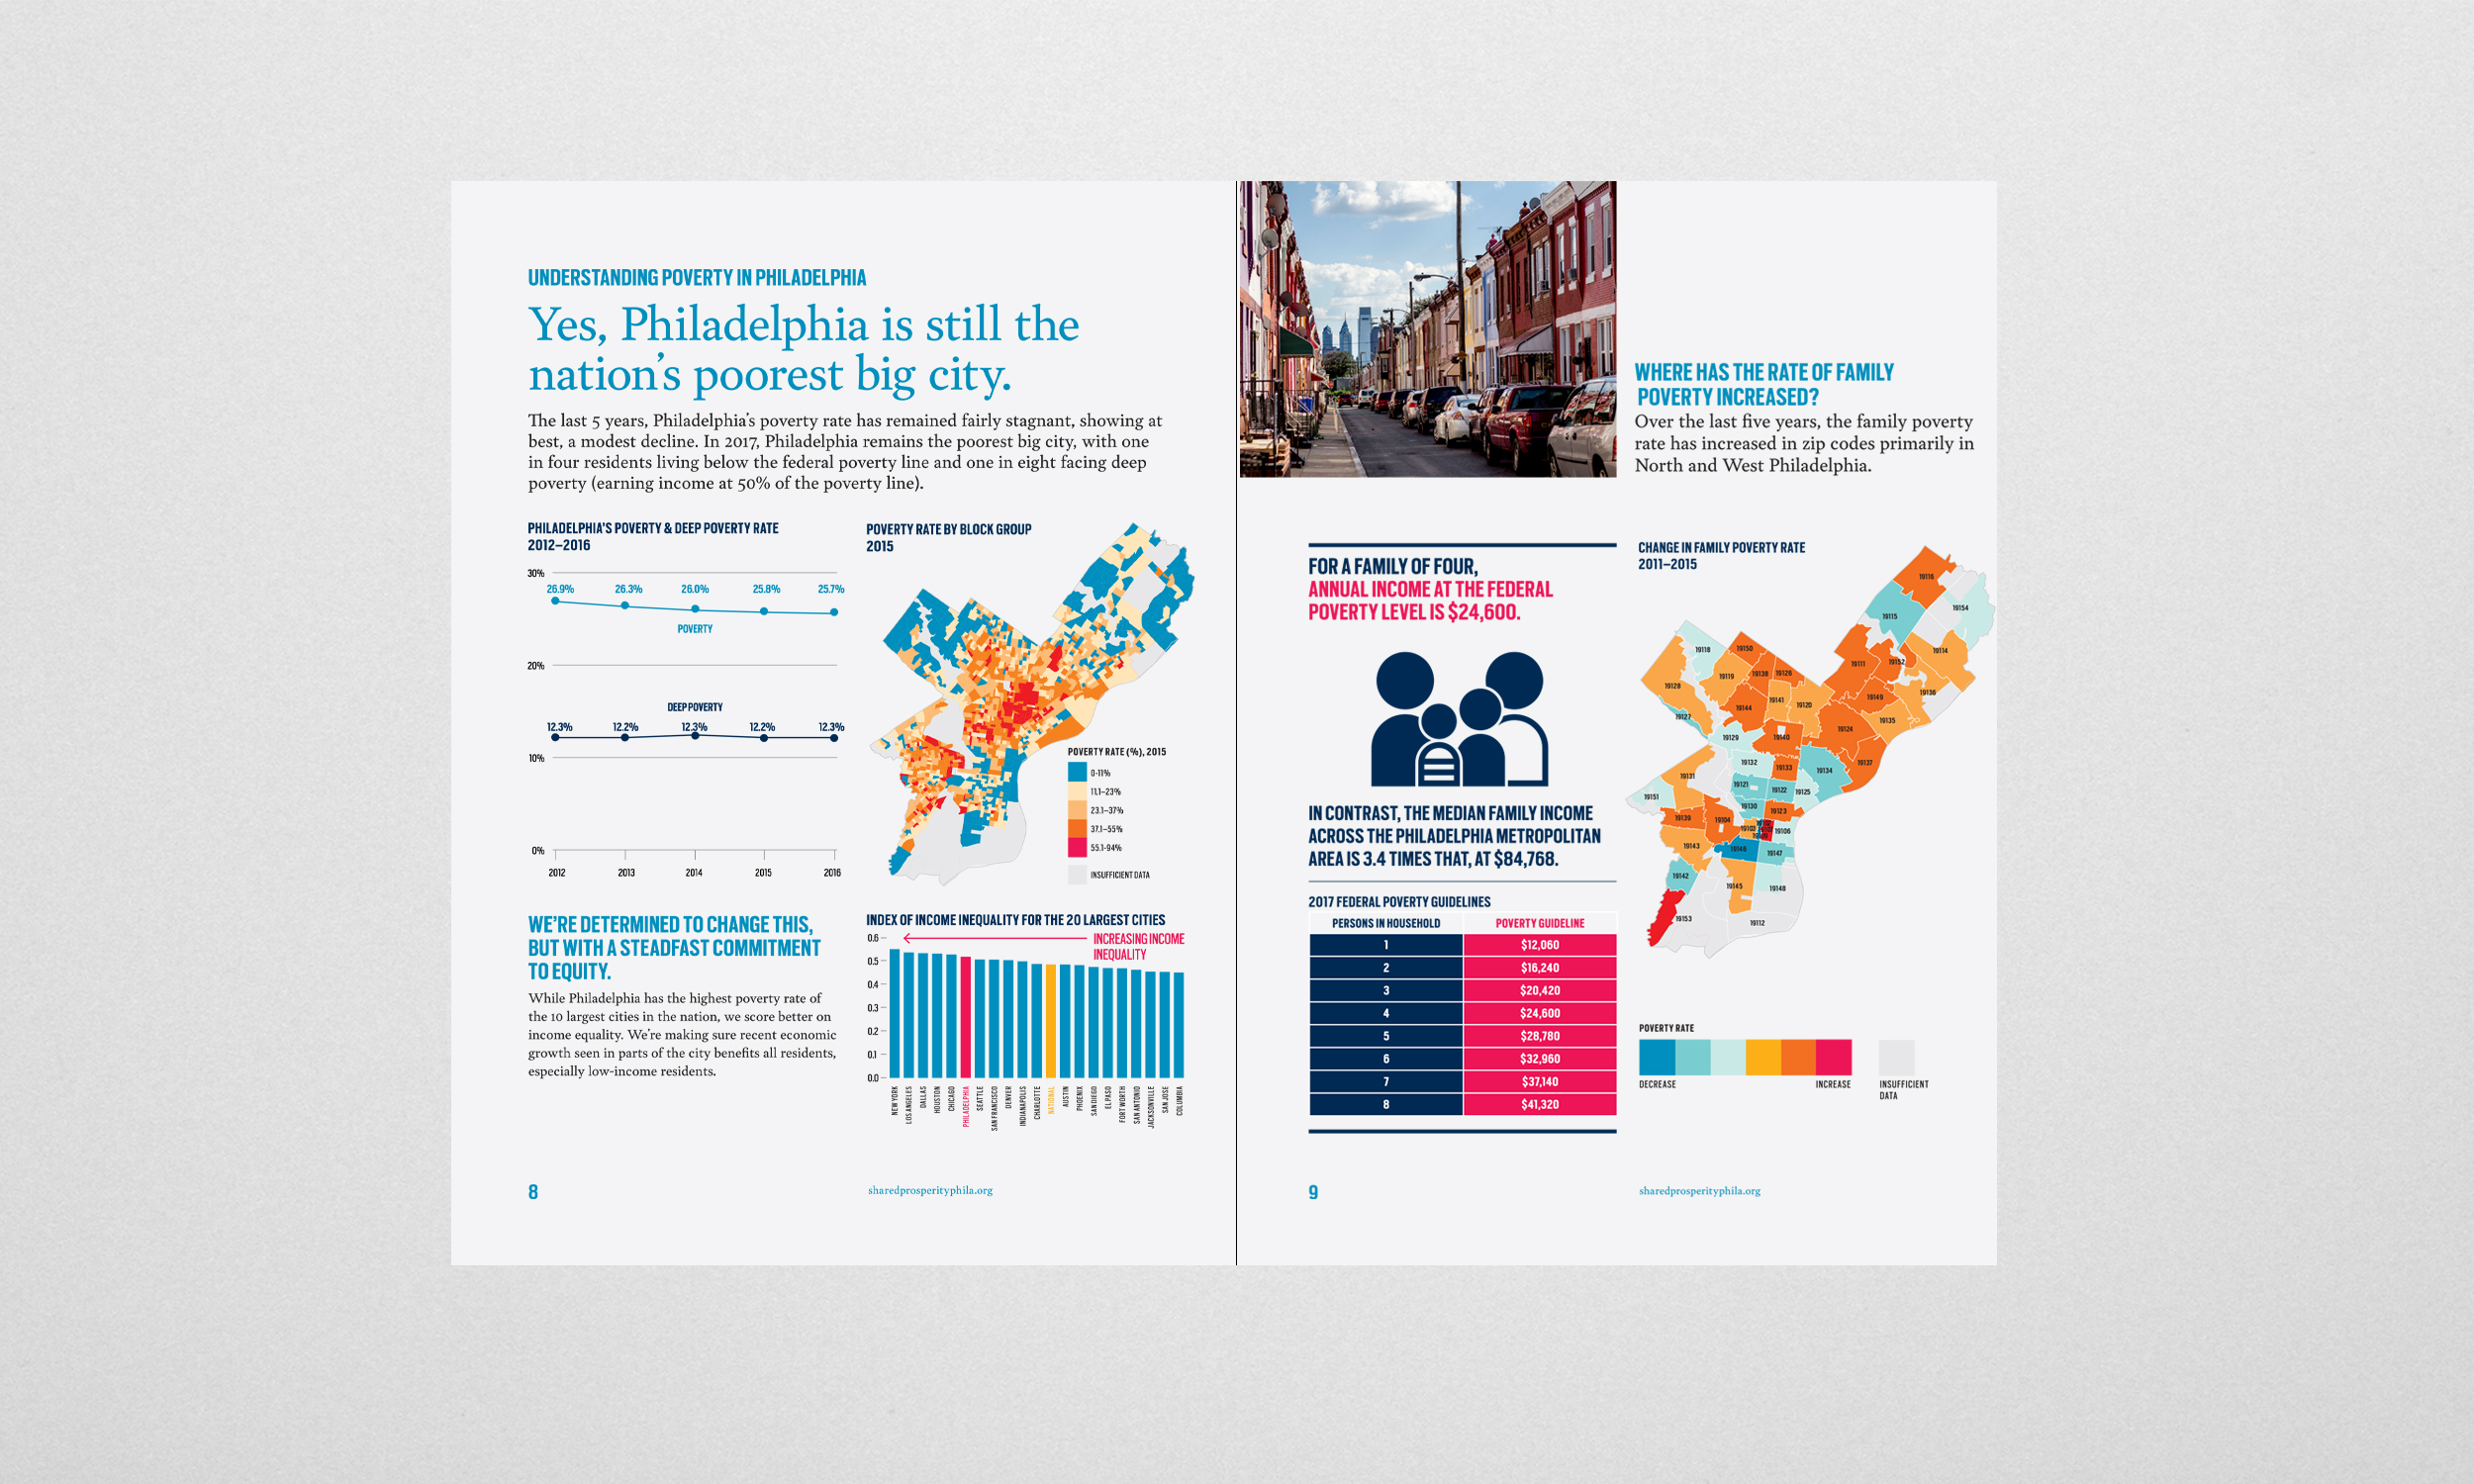 UNDERSTANDING POVERTY IN PHILADELPHIA
Yes, Philadelphia is still the
nation's poorest big city.
The last 5 years, Philadelphia's poverty rate has remained fairly stagnant, showing at
best, a modest decline. In 2017, Philadelphia remains the poorest big city, with one
in four residents living below the federal poverty line and one in eight facing deep
poverty (earning income at 50% of the poverty line).
PHILADELPHIA'S POVERTY & DEEP POVERTY RATE
2012–2016
30%
26.9% 26.3% 26.0% 25.8% 25.7%
POVERTY
20%
DEEP POVERTY
12.3% 12.2% 12.3% 12.2% 12.3%
10%
0%
2012 2013 2014 2015 2016
POVERTY RATE BY BLOCK GROUP
2015
POVERTY RATE (%), 2015
0-11%
11.1–23%
23.1–37%
37.1–55%
55.1-94%
INSUFFICIENT DATA
WE'RE DETERMINED TO CHANGE THIS,
BUT WITH A STEADFAST COMMITMENT
TO EQUITY.
While Philadelphia has the highest poverty rate of
the 10 largest cities in the nation, we score better on
income equality. We're making sure recent economic
growth seen in parts of the city benefits all residents,
especially low-income residents.
INDEX OF INCOME INEQUALITY FOR THE 20 LARGEST CITIES
INCREASING INCOME
INEQUALITY
0.6
0.5
0.4
0.3
0.2
0.1
0.0
NEW YORK
LOS ANGELES
DALLAS
HOUSTON
CHICAGO
PHILADELPHIA
SEATTLE
SAN FRANCISCO
DENVER
INDIANAPOLIS
CHARLOTTE
NATIONAL
AUSTIN
PHOENIX
SAN DIEGO
EL PASO
FORT WORTH
SAN ANTONIO
JACKSONVILLE
SAN JOSE
COLUMBIA
8
sharedprosperityphila.org
WHERE HAS THE RATE OF FAMILY
POVERTY INCREASED?
Over the last five years, the family poverty
rate has increased in zip codes primarily in
North and West Philadelphia.
FOR A FAMILY OF FOUR,
ANNUAL INCOME AT THE FEDERAL
POVERTY LEVEL IS $24,600.
IN CONTRAST, THE MEDIAN FAMILY INCOME
ACROSS THE PHILADELPHIA METROPOLITAN
AREA IS 3.4 TIMES THAT, AT $84,768.
2017 FEDERAL POVERTY GUIDELINES
PERSONS IN HOUSEHOLD POVERTY GUIDELINE
1 $12,060
2 $16,240
3 $20,420
4 $24,600
5 $28,780
6 $32,960
7 $37,140
8 $41,320
CHANGE IN FAMILY POVERTY RATE
2011–2015
19116
19154
19115
19118
19150
19114
19111
19152
19138
19126
19119
19128
19136
19149
19141
19120
19144
19127
19135
19124
19129
19140
19137
19132
19133
19134
19131
19121
19122
19125
19151
19130
19123
19139
19104
19103
19106
19143
19146
19147
19142
19145
19148
19153
19112
POVERTY RATE
DECREASE INCREASE
INSUFFICIENT
DATA
9
sharedprosperityphila.org